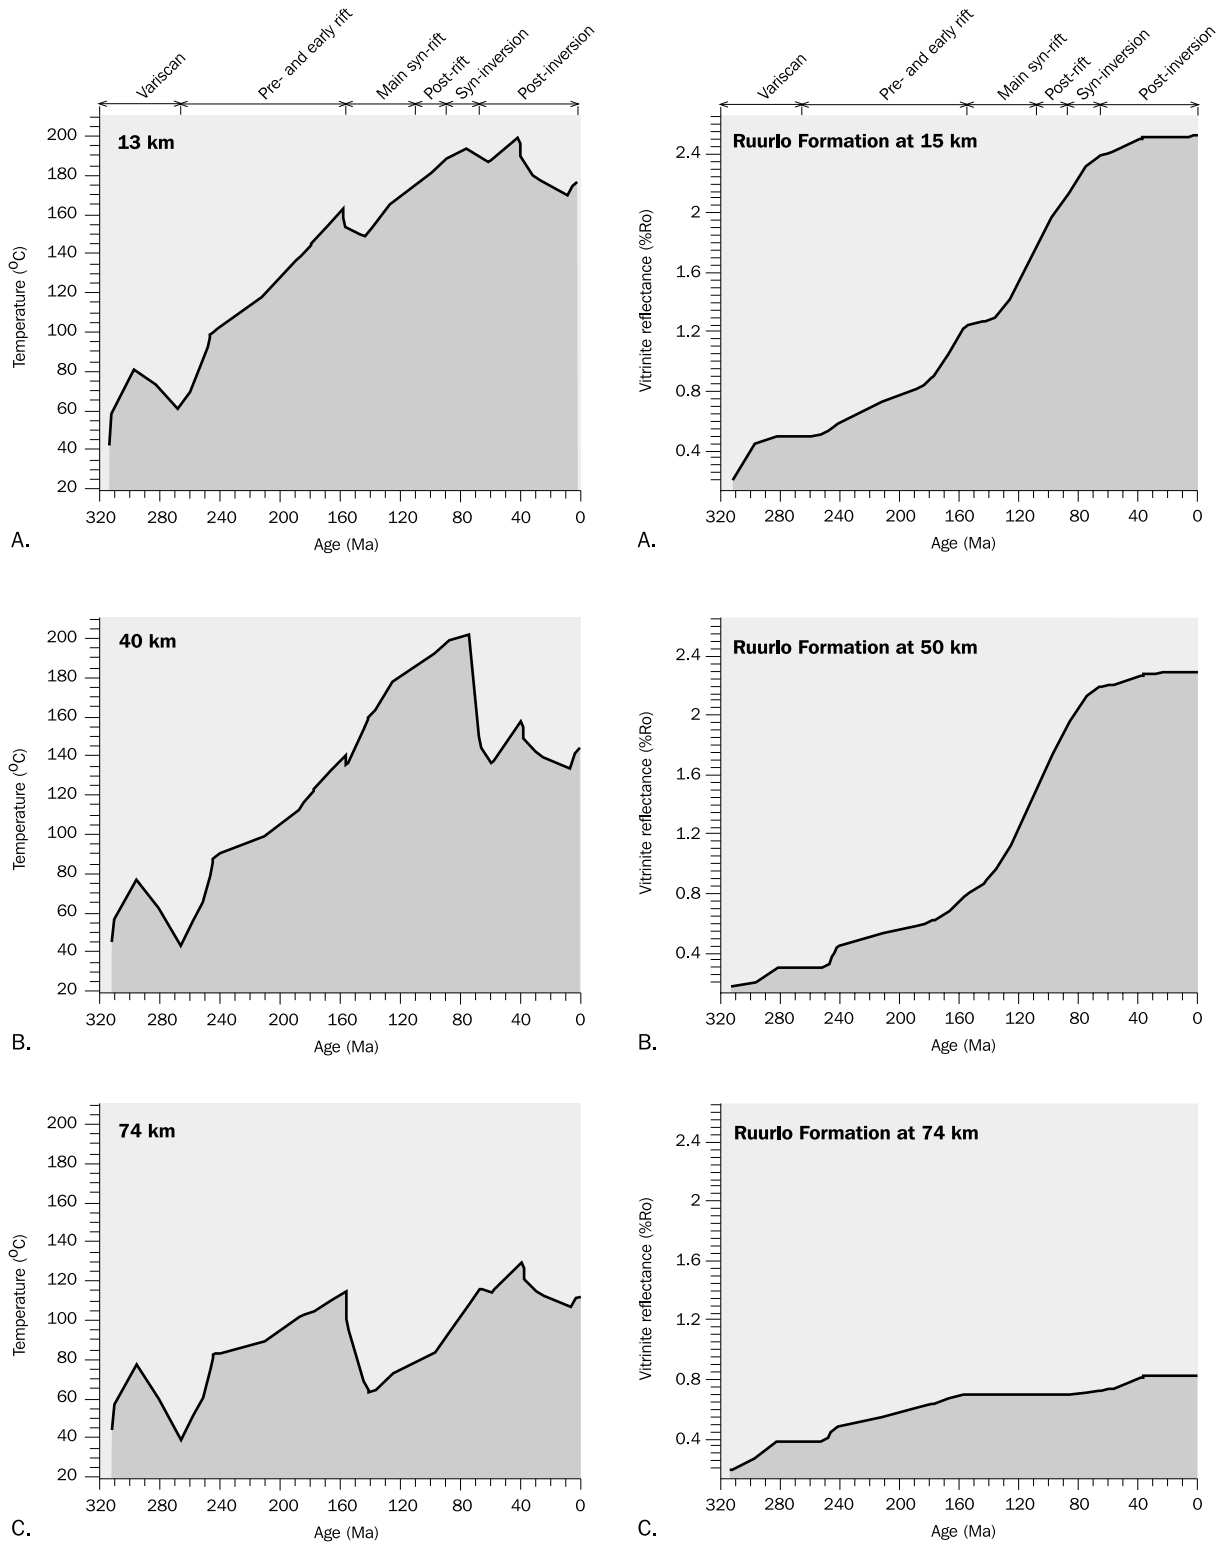 Variscan
Pre- and early rift
Main syn-rift
Post-rift
Syn-inversion
Post-inversion
13 km
Temperature (°C)
200
180
160
140
120
100
80
60
40
20
320 280 240 200 160 120 80 40 0
Age (Ma)
A.
Variscan
Pre- and early rift
Main syn-rift
Post-rift
Syn-inversion
Post-inversion
Ruurlo Formation at 15 km
Vitrinite reflectance (%Ro)
2.4
2
1.6
1.2
0.8
0.4
320 280 240 200 160 120 80 40 0
Age (Ma)
A.
40 km
Temperature (°C)
200
180
160
140
120
100
80
60
40
20
320 280 240 200 160 120 80 40 0
Age (Ma)
B.
Ruurlo Formation at 50 km
Vitrinite reflectance (%Ro)
2.4
2
1.6
1.2
0.8
0.4
320 280 240 200 160 120 80 40 0
Age (Ma)
B.
74 km
Temperature (°C)
200
180
160
140
120
100
80
60
40
20
320 280 240 200 160 120 80 40 0
Age (Ma)
C.
Ruurlo Formation at 74 km
Vitrinite reflectance (%Ro)
2.4
2
1.6
1.2
0.8
0.4
320 280 240 200 160 120 80 40 0
Age (Ma)
C.